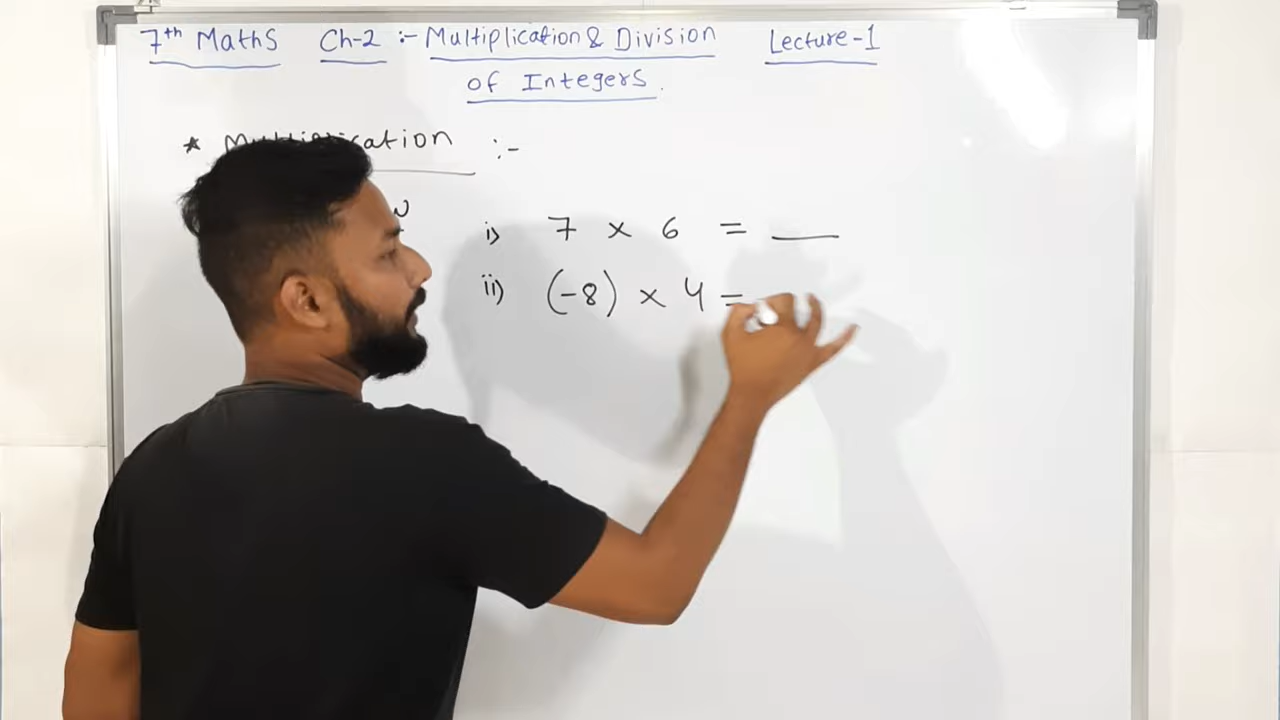 7th Maths Ch-2 :- Multiplication & Division Lecture-1
of Integers.
* Multiplication :-
i) 7 × 6 = ___
ii) (-8) × 4 =